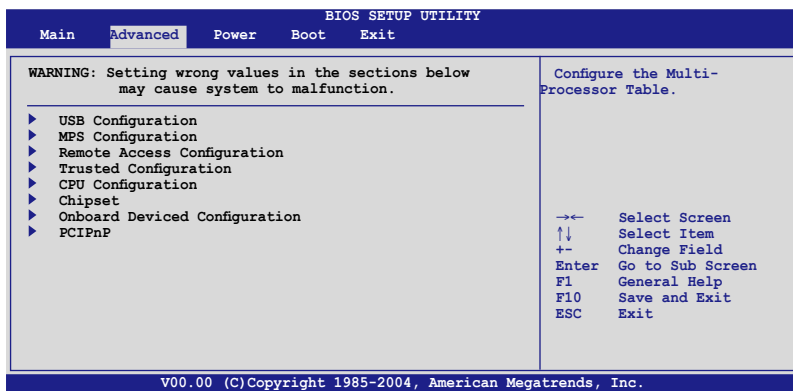 BIOS SETUP UTILITY
Main Advanced Power Boot Exit
WARNING: Setting wrong values in the sections below
may cause system to malfunction.
USB Configuration
MPS Configuration
Remote Access Configuration
Trusted Configuration
CPU Configuration
Chipset
Onboard Deviced Configuration
PCIPnP
Configure the Multi-
Processor Table.
→← Select Screen
↑↓ Select Item
+- Change Field
Enter Go to Sub Screen
F1 General Help
F10 Save and Exit
ESC Exit
V00.00 (C)Copyright 1985-2004, American Megatrends, Inc.